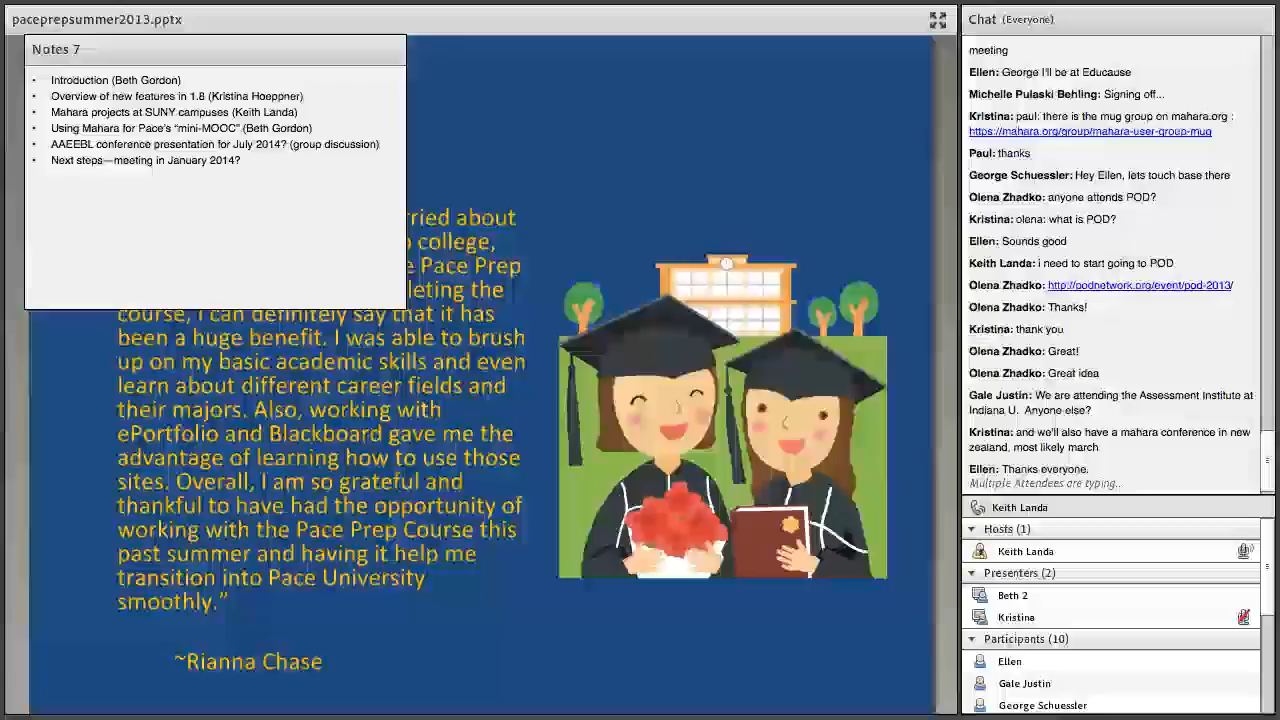 paceprepsummer2013.pptx
Notes 7
• Introduction (Beth Gordon)
• Overview of new features in 1.8 (Kristina Hoeppner)
• Mahara projects at SUNY campuses (Keith Landa)
• Using Mahara for Pace's “mini-MOOC” (Beth Gordon)
• AAEEBL conference presentation for July 2014? (group discussion)
• Next steps—meeting in January 2014?
rried about
college,
Pace Prep
leting the
course, I can definitely say that it has
been a huge benefit. I was able to brush
up on my basic academic skills and even
learn about different career fields and
their majors. Also, working with
ePortfolio and Blackboard gave me the
advantage of learning how to use those
sites. Overall, I am so grateful and
thankful to have had the opportunity of
working with the Pace Prep Course this
past summer and having it help me
transition into Pace University
smoothly.”
~Rianna Chase
Chat (Everyone)
meeting
Ellen: George I'll be at Educause
Michelle Pulaski Behling: Signing off...
Kristina: paul: there is the mug group on mahara.org :
https://mahara.org/group/mahara-user-group-mug
Paul: thanks
George Schuessler: Hey Ellen, lets touch base there
Olena Zhadko: anyone attends POD?
Kristina: olena: what is POD?
Ellen: Sounds good
Keith Landa: i need to start going to POD
Olena Zhadko: http://podnetwork.org/event/pod-2013/
Olena Zhadko: Thanks!
Kristina: thank you
Olena Zhadko: Great!
Olena Zhadko: Great idea
Gale Justin: We are attending the Assessment Institute at
Indiana U. Anyone else?
Kristina: and we'll also have a mahara conference in new
zealand, most likely march
Ellen: Thanks everyone.
Multiple Attendees are typing...
Keith Landa
Hosts (1)
Keith Landa
Presenters (2)
Beth 2
Kristina
Participants (10)
Ellen
Gale Justin
George Schuessler